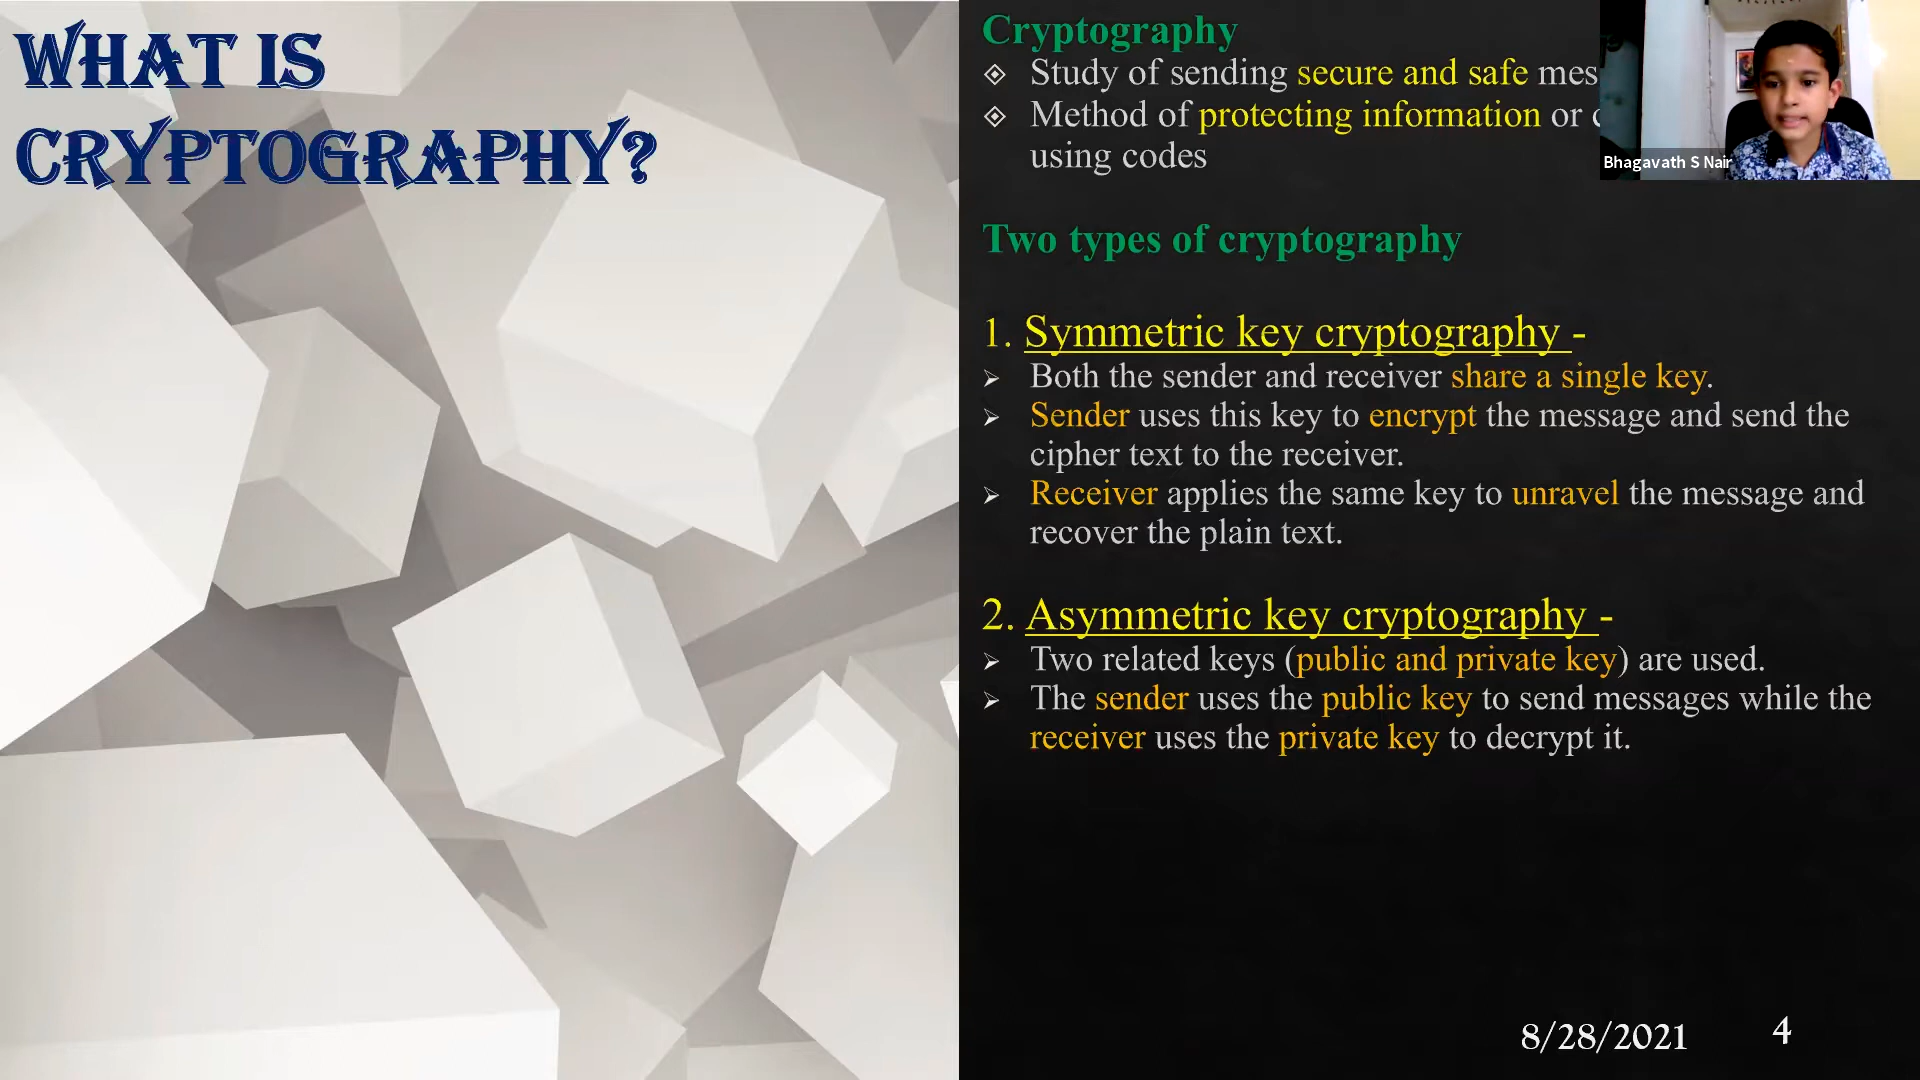 WHAT IS
CRYPTOGRAPHY?
Cryptography
Study of sending secure and safe
Method of protecting information or
using codes
Two types of cryptography
1. Symmetric key cryptography -
Both the sender and receiver share a single key.
Sender uses this key to encrypt the message and send the
cipher text to the receiver.
Receiver applies the same key to unravel the message and
recover the plain text.
2. Asymmetric key cryptography -
Two related keys (public and private key) are used.
The sender uses the public key to send messages while the
receiver uses the private key to decrypt it.
Bhagavath S Nair
8/28/2021
4